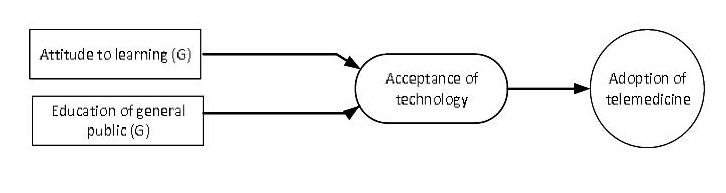 Attitude to learning (G)
Education of general
public (G)
Acceptance of
technology
Adoption of
telemedicine